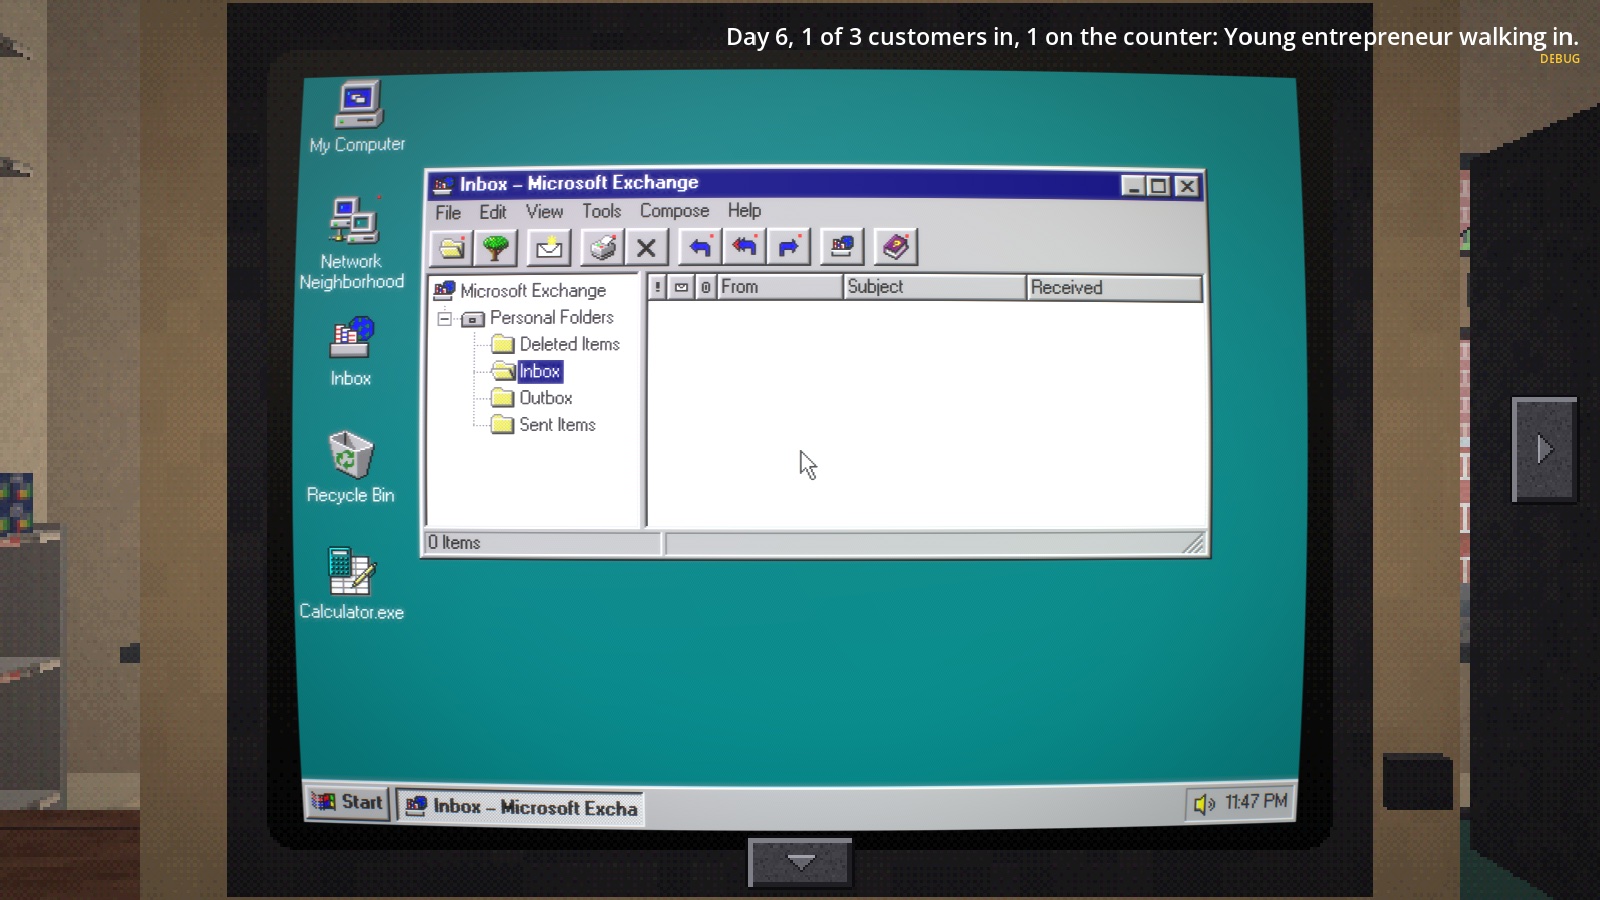 Day 6, 1 of 3 customers in, 1 on the counter: Young entrepreneur walking in.
DEBUG
My Computer
Network
Neighborhood
Inbox
Recycle Bin
Calculator.exe
Inbox – Microsoft Exchange
File Edit View Tools Compose Help
Microsoft Exchange
Personal Folders
Deleted Items
Inbox
Outbox
Sent Items
! From Subject Received
0 Items
Start
Inbox – Microsoft Excha
11:47 PM